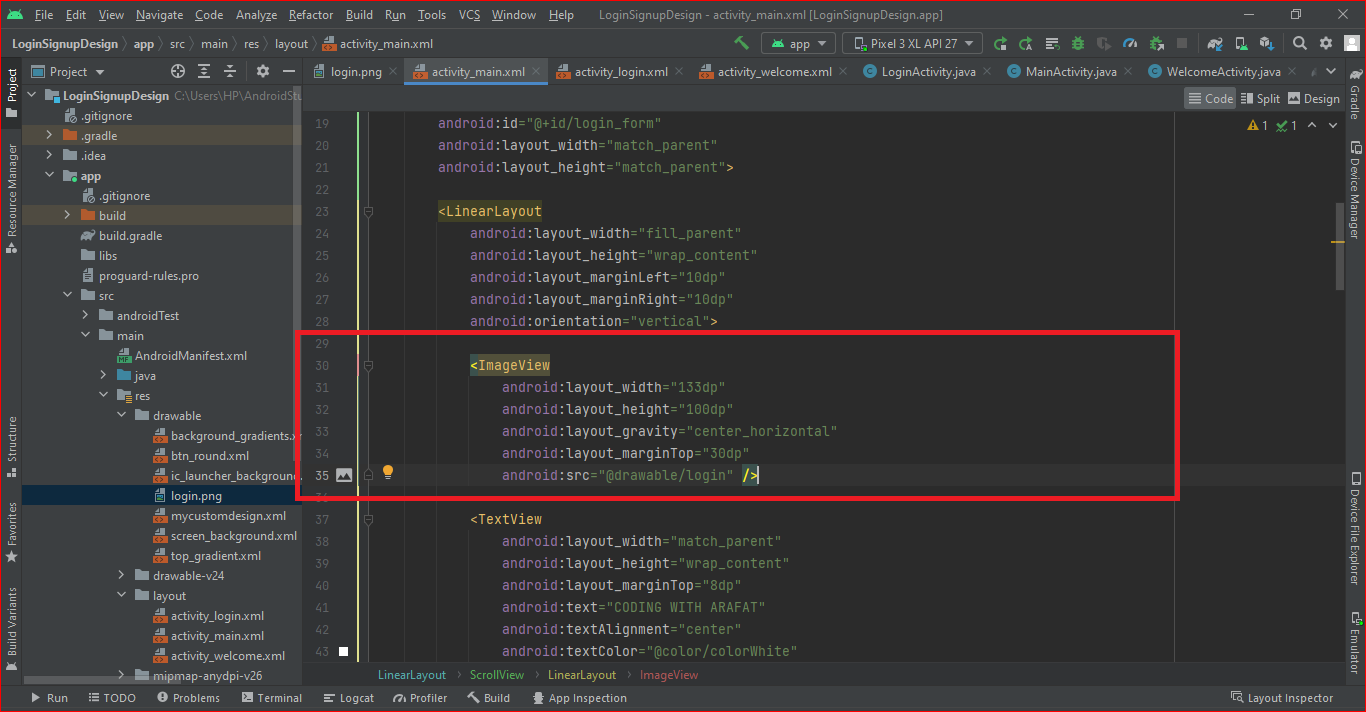 File Edit View Navigate Code Analyze Refactor Build Run Tools VCS Window Help LoginSignupDesign - activity_main.xml [LoginSignupDesign.app]
LoginSignupDesign app src main res layout activity_main.xml app Pixel 3 XL API 27
Project login.png activity_main.xml activity_login.xml activity_welcome.xml LoginActivity.java MainActivity.java WelcomeActivity.java
Code Split Design
Project
Resource Manager
Structure
Favorites
Build Variants
LoginSignupDesign C:\Users\HP\AndroidStu
.gitignore
.gradle
.idea
app
.gitignore
build
build.gradle
libs
proguard-rules.pro
src
androidTest
main
AndroidManifest.xml
java
res
drawable
background_gradients.x
btn_round.xml
ic_launcher_background.
login.png
mycustomdesign.xml
screen_background.xml
top_gradient.xml
drawable-v24
layout
activity_login.xml
activity_main.xml
activity_welcome.xml
mipmap-anydpi-v26
1 1
19 android:id="@+id/login_form"
20 android:layout_width="match_parent"
21 android:layout_height="match_parent">
22
23 <LinearLayout
24 android:layout_width="fill_parent"
25 android:layout_height="wrap_content"
26 android:layout_marginLeft="10dp"
27 android:layout_marginRight="10dp"
28 android:orientation="vertical">
29
30 <ImageView
31 android:layout_width="133dp"
32 android:layout_height="100dp"
33 android:layout_gravity="center_horizontal"
34 android:layout_marginTop="30dp"
35 android:src="@drawable/login" />
37 <TextView
38 android:layout_width="match_parent"
39 android:layout_height="wrap_content"
40 android:layout_marginTop="8dp"
41 android:text="CODING WITH ARAFAT"
42 android:textAlignment="center"
43 android:textColor="@color/colorWhite"
LinearLayout ScrollView LinearLayout ImageView
Gradle
Device Manager
Device File Explorer
Emulator
Run TODO Problems Terminal Logcat Profiler Build App Inspection Layout Inspector